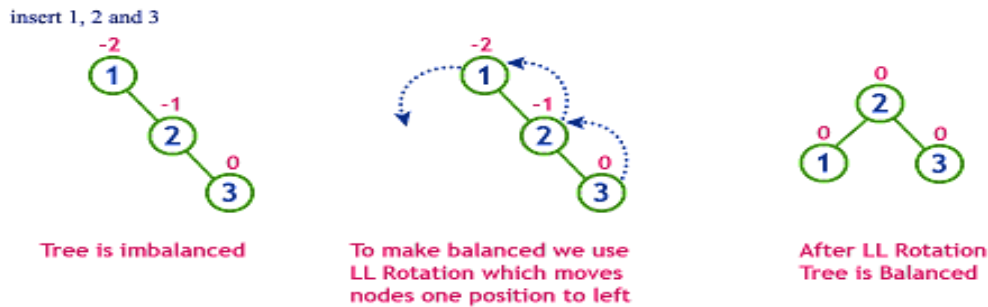 insert 1, 2 and 3
-2
1
-1
2
0
3
Tree is imbalanced
-2
1
-1
2
0
3
To make balanced we use
LL Rotation which moves
nodes one position to left
0
2
0
1
0
3
After LL Rotation
Tree is Balanced